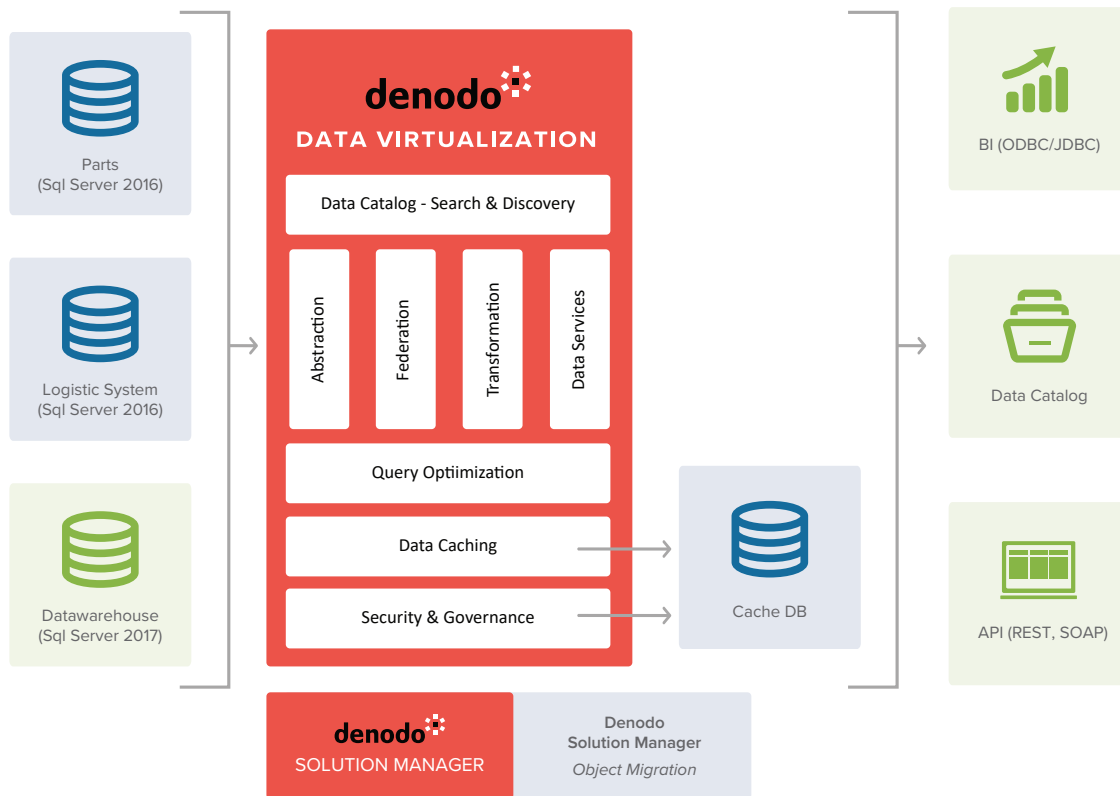 Parts
(Sql Server 2016)
Logistic System
(Sql Server 2016)
Datawarehouse
(Sql Server 2017)
denodo
DATA VIRTUALIZATION
Data Catalog - Search & Discovery
Abstraction
Federation
Transformation
Data Services
Query Optiimization
Data Caching
Security & Governance
Cache DB
denodo
SOLUTION MANAGER
Denodo
Solution Manager
Object Migration
BI (ODBC/JDBC)
Data Catalog
API (REST, SOAP)